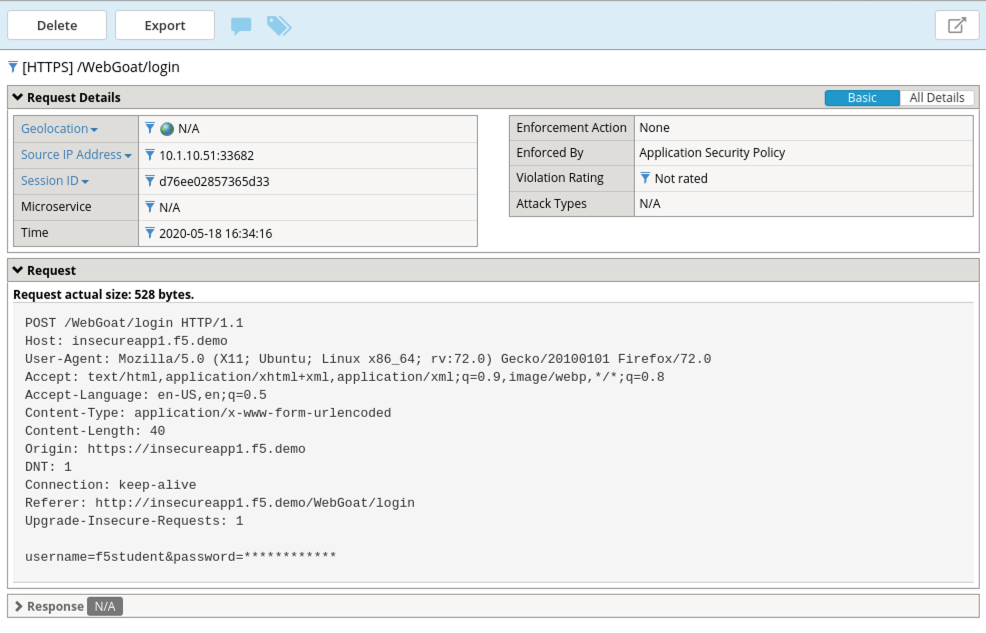 Delete
Export
[HTTPS] /WebGoat/login
Request Details
Basic
All Details
Geolocation N/A
Source IP Address 10.1.10.51:33682
Session ID d76ee02857365d33
Microservice N/A
Time 2020-05-18 16:34:16
Enforcement Action None
Enforced By Application Security Policy
Violation Rating Not rated
Attack Types N/A
Request
Request actual size: 528 bytes.
POST /WebGoat/login HTTP/1.1
Host: insecureapp1.f5.demo
User-Agent: Mozilla/5.0 (X11; Ubuntu; Linux x86_64; rv:72.0) Gecko/20100101 Firefox/72.0
Accept: text/html,application/xhtml+xml,application/xml;q=0.9,image/webp,*/*;q=0.8
Accept-Language: en-US,en;q=0.5
Content-Type: application/x-www-form-urlencoded
Content-Length: 40
Origin: https://insecureapp1.f5.demo
DNT: 1
Connection: keep-alive
Referer: http://insecureapp1.f5.demo/WebGoat/login
Upgrade-Insecure-Requests: 1
username=f5student&password=************
Response N/A